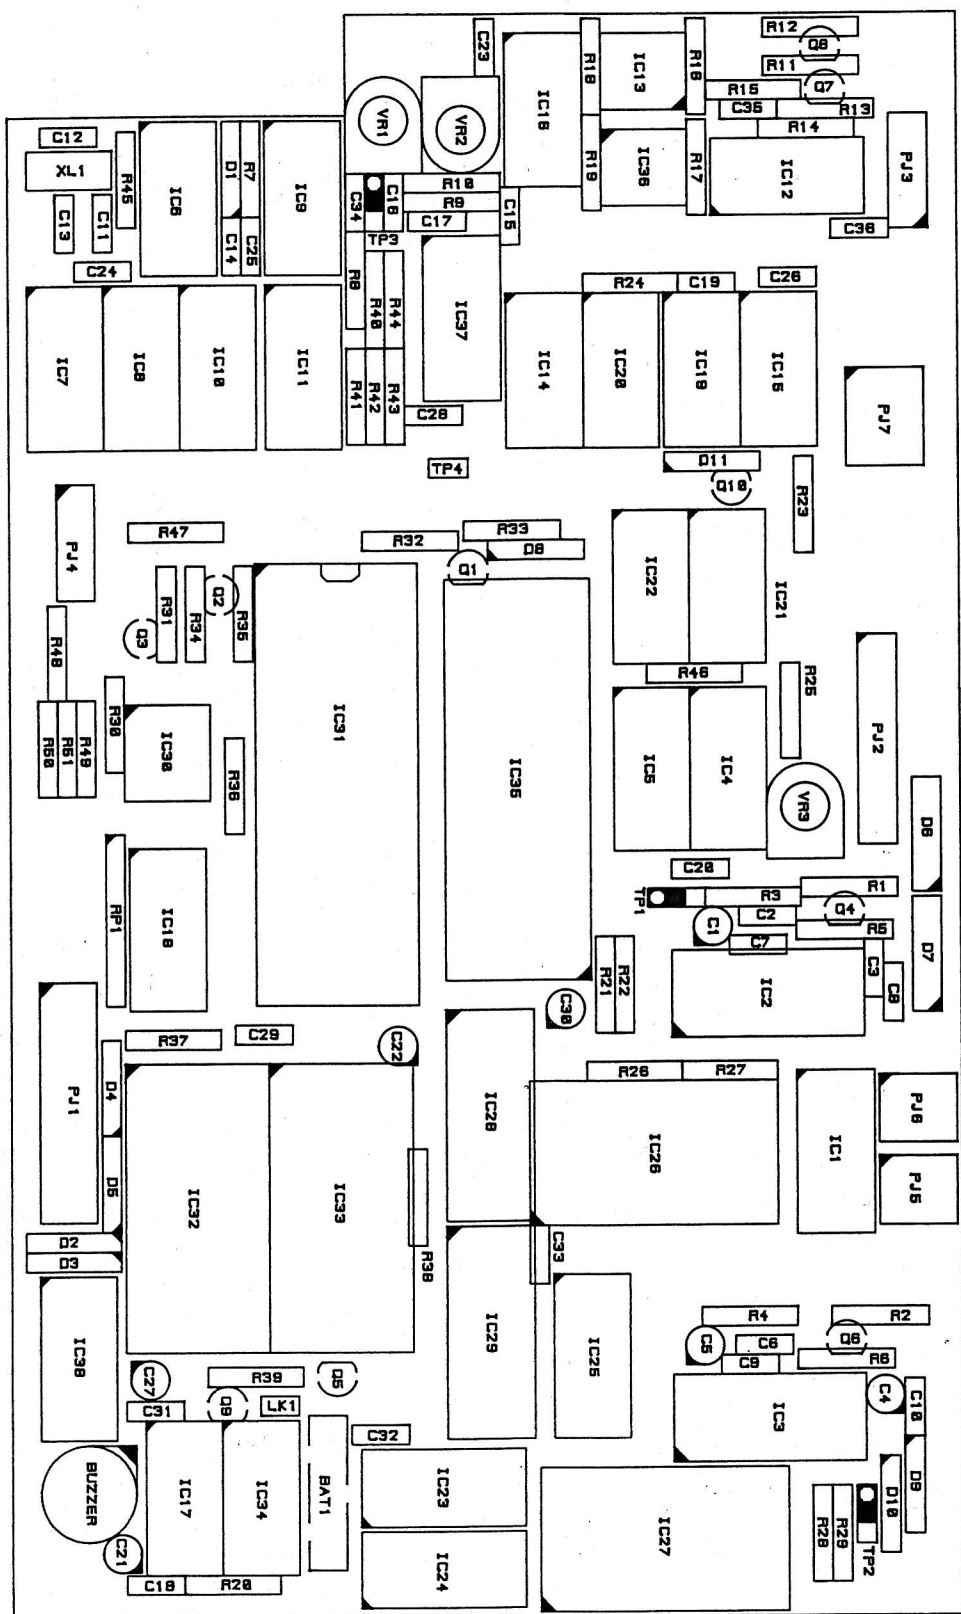 R12
Q8
R11
Q7
R15
C35
R13
R14
IC12
PJ3
C36
C23
R18
IC13
R16
IC16
VR1
VR2
R19
IC36
R17
C12
XL1
R45
IC6
D1
R7
IC9
C34
C16
R10
R9
C15
C17
C13
C11
C14
C25
TP3
C24
R8
R40
R44
IC37
R24
C19
C26
IC7
IC8
IC10
IC11
IC14
IC20
IC19
IC15
R41
R42
R43
C28
PJ7
TP4
D11
Q10
R23
PJ4
R47
R32
R33
D8
Q1
IC22
IC21
R31
Q2
R34
R35
Q3
R48
R46
R25
PJ2
R30
IC31
IC35
IC5
IC4
R50
R51
R49
IC30
R36
VR3
D6
RP1
IC18
C20
TP1
R3
R1
C2
Q4
C1
R5
D7
C7
R21
R22
IC2
C3
C8
C30
PJ1
R37
C29
C22
D4
IC28
R26
R27
IC26
IC1
PJ6
PJ5
D5
IC32
IC33
D2
D3
R38
C33
IC38
IC29
IC25
R4
R2
C5
C6
Q6
C9
R6
C27
R39
Q5
C4
C10
C31
Q9
LK1
IC3
C32
BUZZER
IC17
IC34
BAT1
IC23
IC27
D10
D9
C21
IC24
R28
R29
TP2
C18
R20